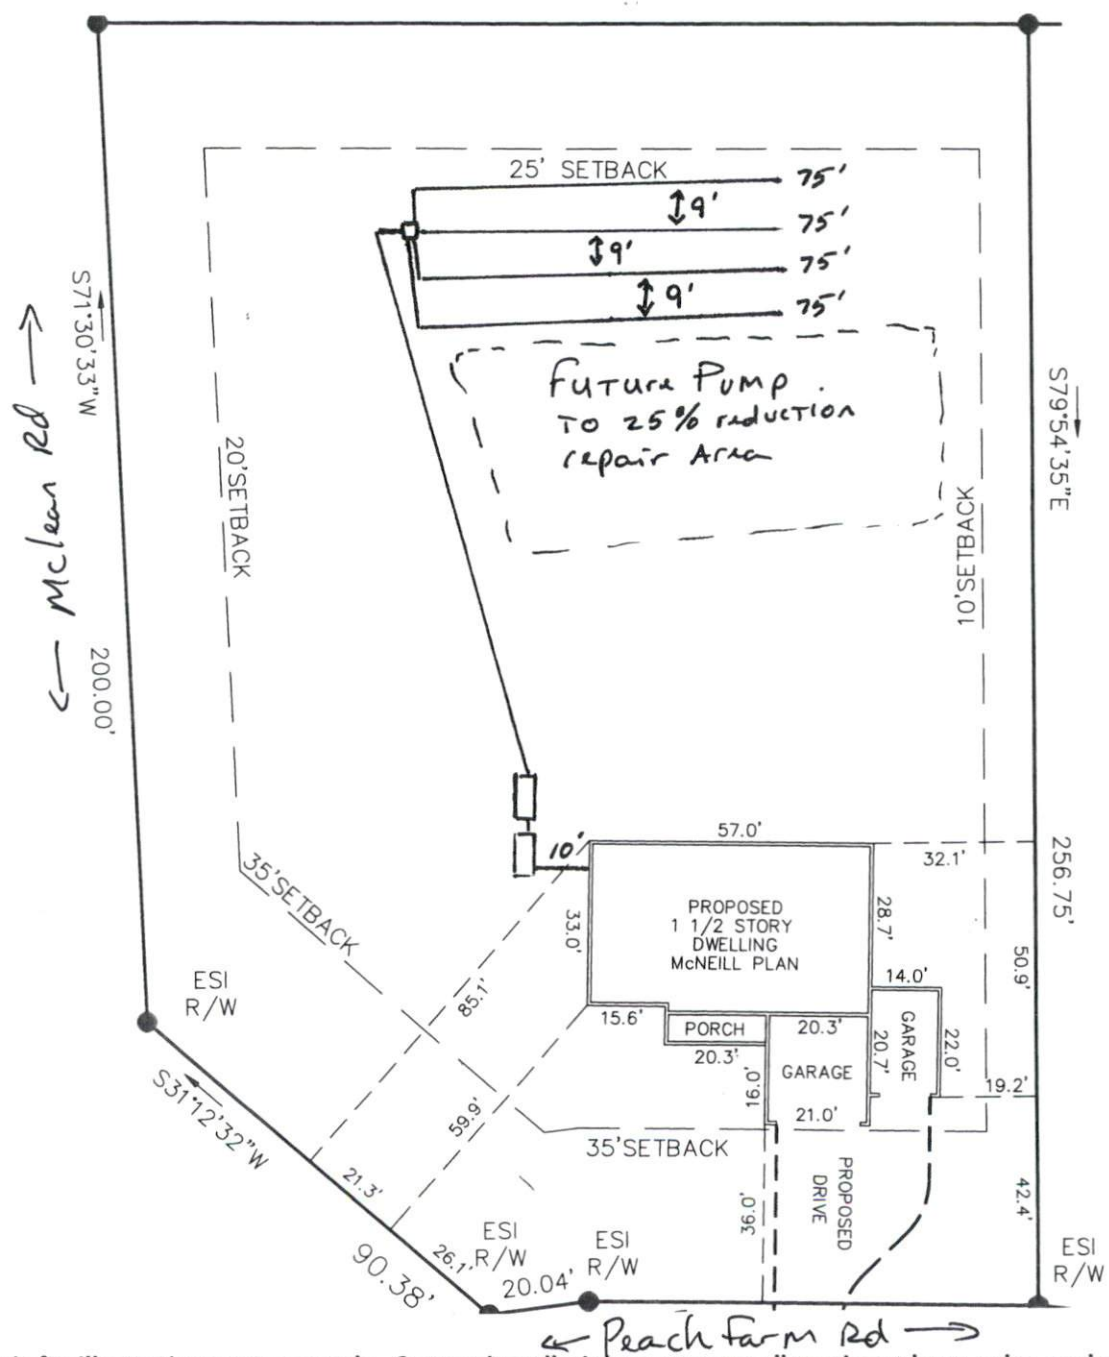 25' SETBACK
75'
9'
75'
9'
75'
9'
75'
Future Pump
To 25% reduction
repair Area
S71°30'33"W
← McLean Rd →
200.00'
20'SETBACK
10'SETBACK
S79°54'35"E
256.75'
10'
57.0'
32.1'
PROPOSED
1 1/2 STORY
DWELLING
McNEILL PLAN
33.0'
28.7'
50.9'
14.0'
35'SETBACK
85.1'
15.6'
PORCH
20.3'
20.3'
GARAGE
20.7'
GARAGE
22.0'
16.0'
21.0'
19.2'
ESI
R/W
S31°12'32"W
59.9'
35'SETBACK
21.3'
36.0'
PROPOSED
DRIVE
42.4'
26.1'
90.38'
ESI
R/W
20.04'
ESI
R/W
ESI
R/W
← Peach Farm Rd →